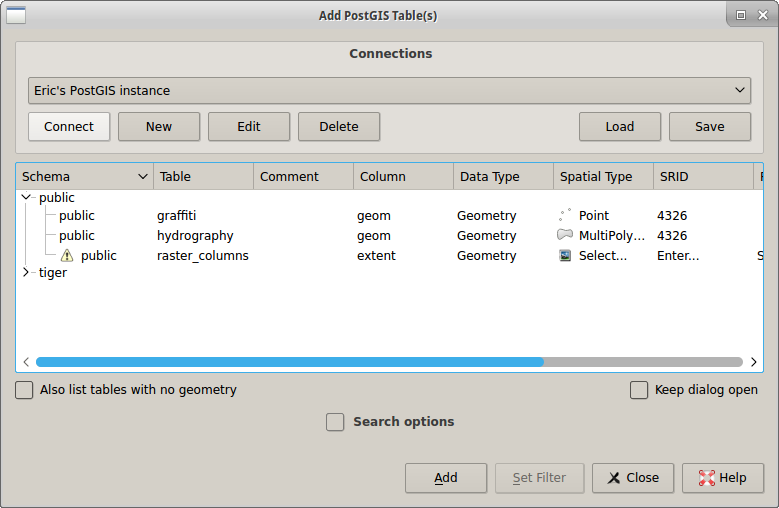 Add PostGIS Table(s)
Connections
Eric's PostGIS instance
Connect New Edit Delete Load Save
Schema Table Comment Column Data Type Spatial Type SRID
public
public graffiti geom Geometry Point 4326
public hydrography geom Geometry MultiPoly... 4326
public raster_columns extent Geometry Select... Enter... S
tiger
Also list tables with no geometry Keep dialog open
Search options
Add Set Filter Close Help